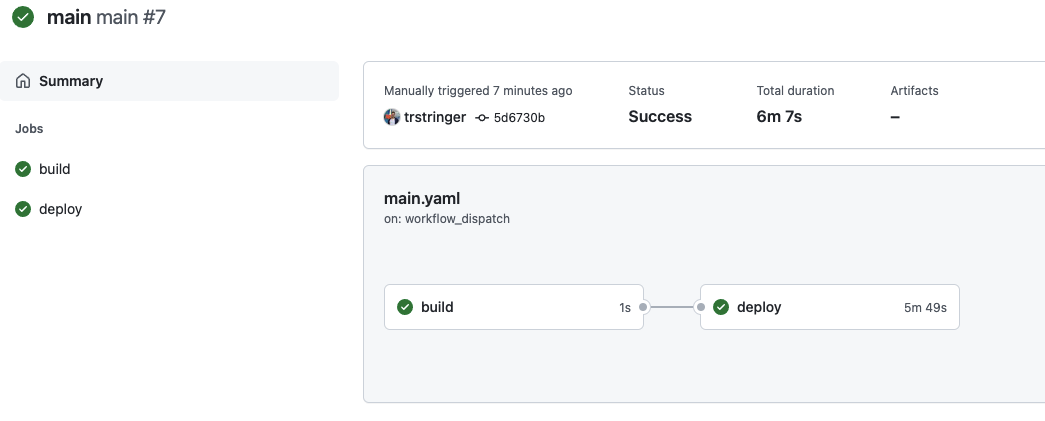 main main #7
Summary
Jobs
build
deploy
Manually triggered 7 minutes ago
trstringer 5d6730b
Status
Success
Total duration
6m 7s
Artifacts
–
main.yaml
on: workflow_dispatch
build 1s
deploy 5m 49s